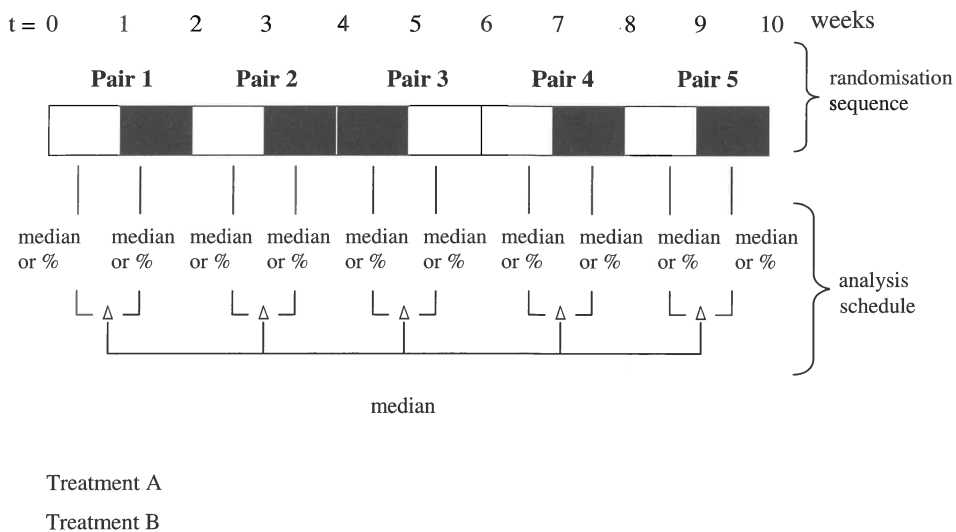 t = 0 1 2 3 4 5 6 7 8 9 10 weeks
Pair 1 Pair 2 Pair 3 Pair 4 Pair 5
randomisation
sequence
median median median median median median median median median median
or % or % or % or % or % or % or % or % or % or %
analysis
schedule
median
Treatment A
Treatment B